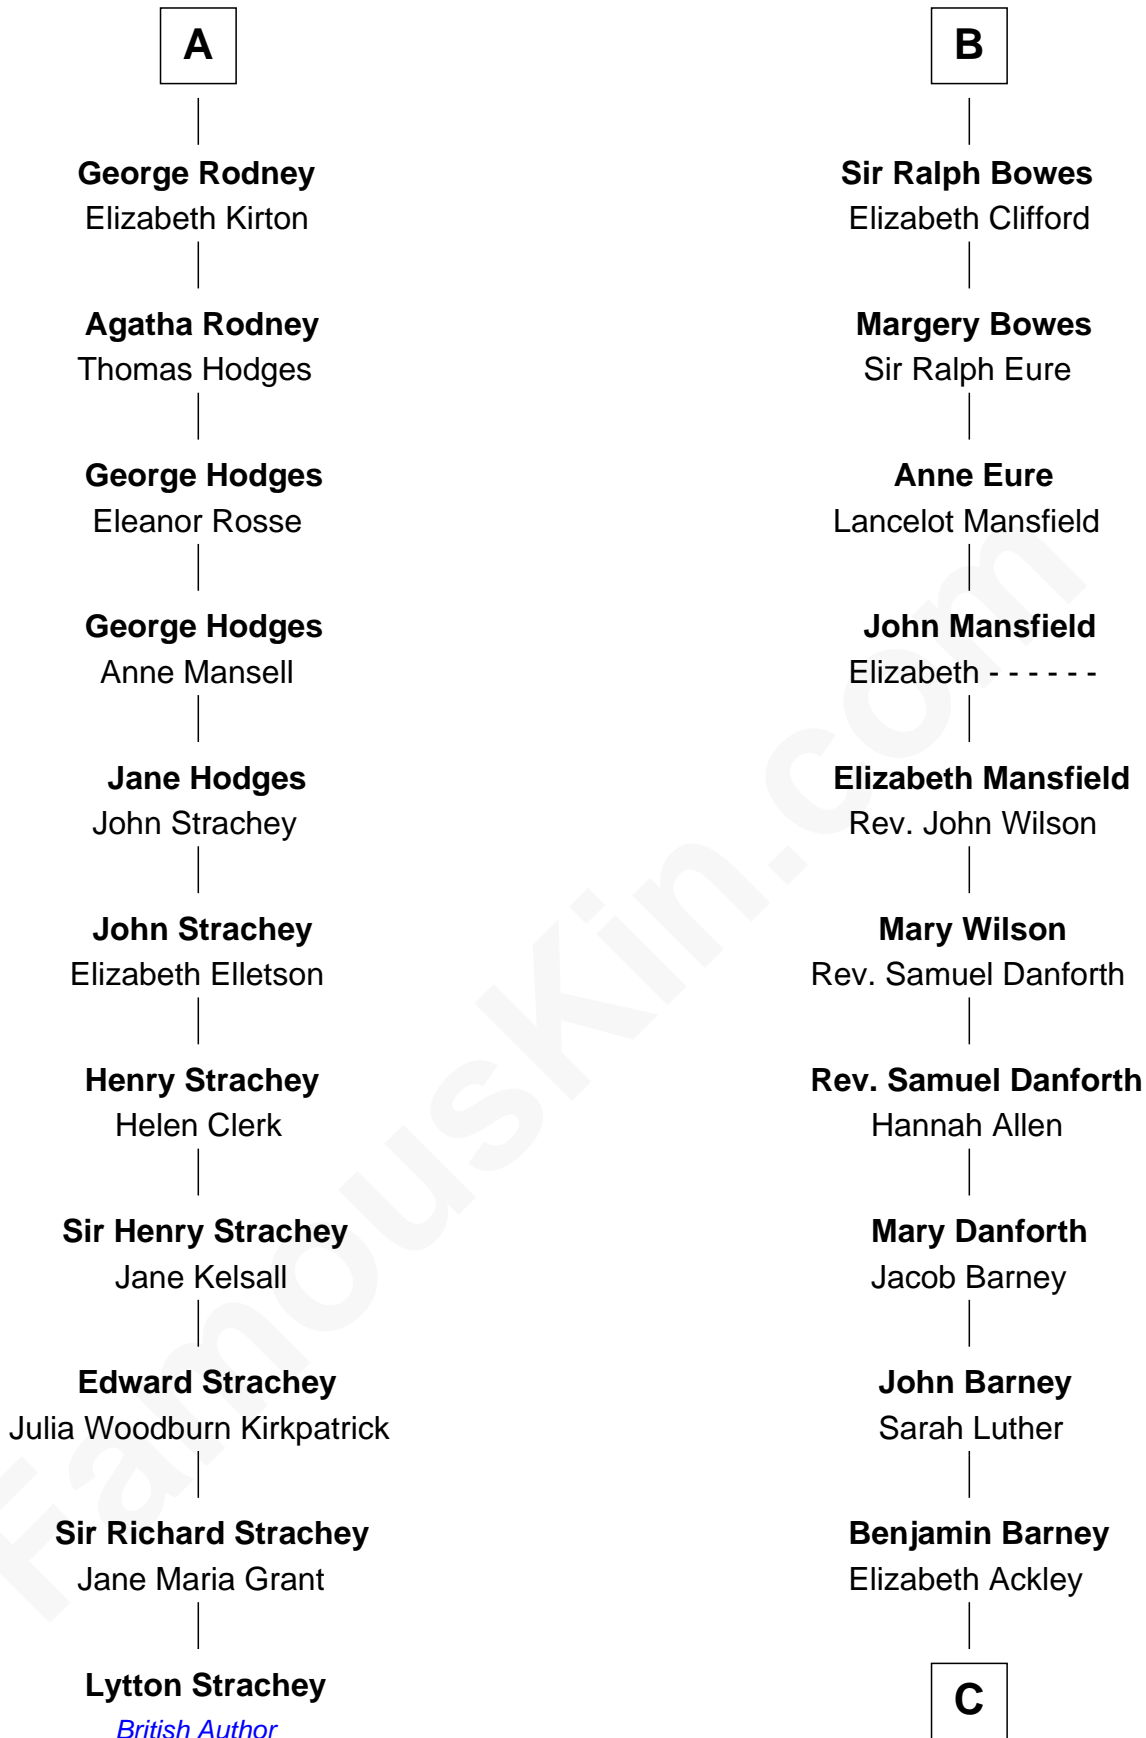 A
George Rodney
Elizabeth Kirton
Agatha Rodney
Thomas Hodges
George Hodges
Eleanor Rosse
George Hodges
Anne Mansell
Jane Hodges
John Strachey
John Strachey
Elizabeth Elletson
Henry Strachey
Helen Clerk
Sir Henry Strachey
Jane Kelsall
Edward Strachey
Julia Woodburn Kirkpatrick
Sir Richard Strachey
Jane Maria Grant
Lytton Strachey
British Author
B
Sir Ralph Bowes
Elizabeth Clifford
Margery Bowes
Sir Ralph Eure
Anne Eure
Lancelot Mansfield
John Mansfield
Elizabeth - - - - - -
Elizabeth Mansfield
Rev. John Wilson
Mary Wilson
Rev. Samuel Danforth
Rev. Samuel Danforth
Hannah Allen
Mary Danforth
Jacob Barney
John Barney
Sarah Luther
Benjamin Barney
Elizabeth Ackley
C
FamousKin.com